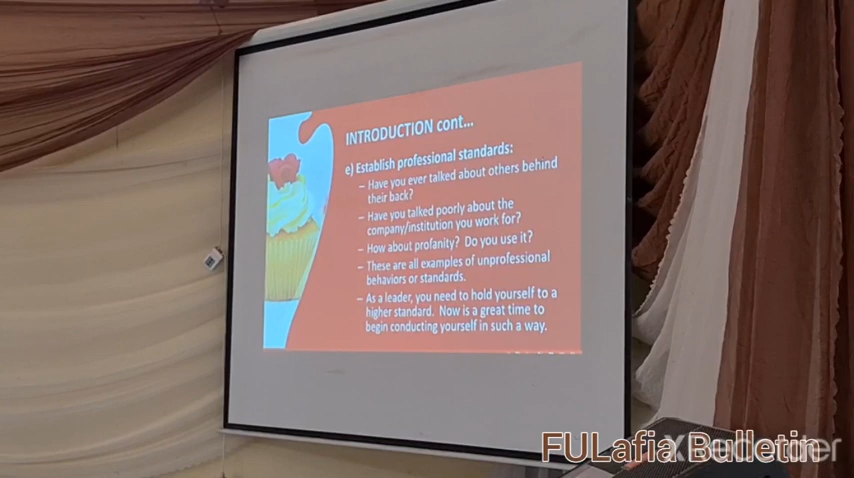 INTRODUCTION cont...
e) Establish professional standards:
– Have you ever talked about others behind
their back?
– Have you talked poorly about the
company/institution you work for?
– How about profanity? Do you use it?
– These are all examples of unprofessional
behaviors or standards.
– As a leader, you need to hold yourself to a
higher standard. Now is a great time to
begin conducting yourself in such a way.
FULafia Bulletin